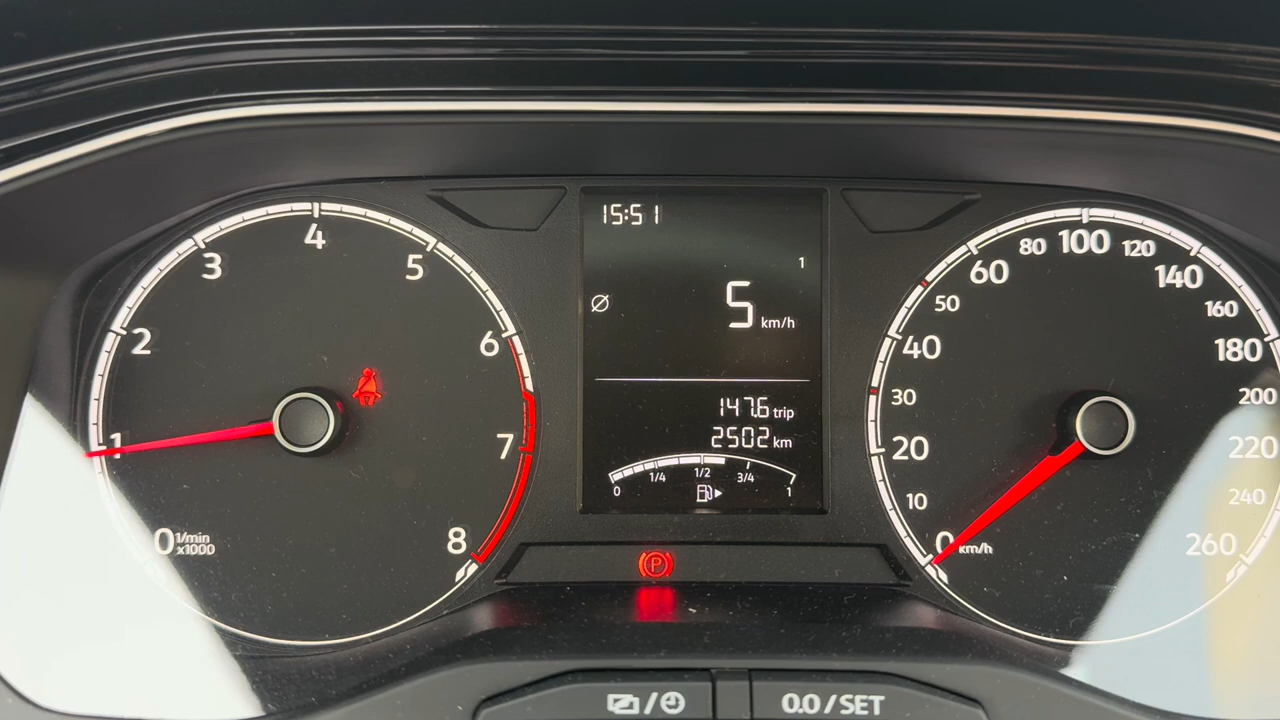 15:51
1
Ø 5 km/h
147.6 trip
2502 km
0 1/4 1/2 3/4 1
0 1 2 3 4 5 6 7 8
1/min
x1000
0 10 20 30 40 50 60 80 100 120 140 160 180 200 220 240 260
km/h
P
0.0/SET